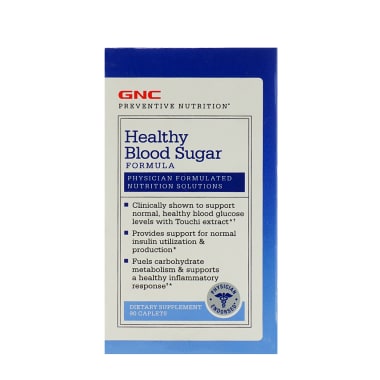 GNC
PREVENTIVE NUTRITION*
Healthy
Blood Sugar
FORMULA
PHYSICIAN FORMULATED
NUTRITION SOLUTIONS
Clinically shown to support
normal, healthy blood glucose
levels with Touchi extract*†
Provides support for normal
insulin utilization &
production*
Fuels carbohydrate
metabolism & supports
a healthy inflammatory
response†*
PHYSICIAN
ENDORSED
DIETARY SUPPLEMENT
90 CAPLETS